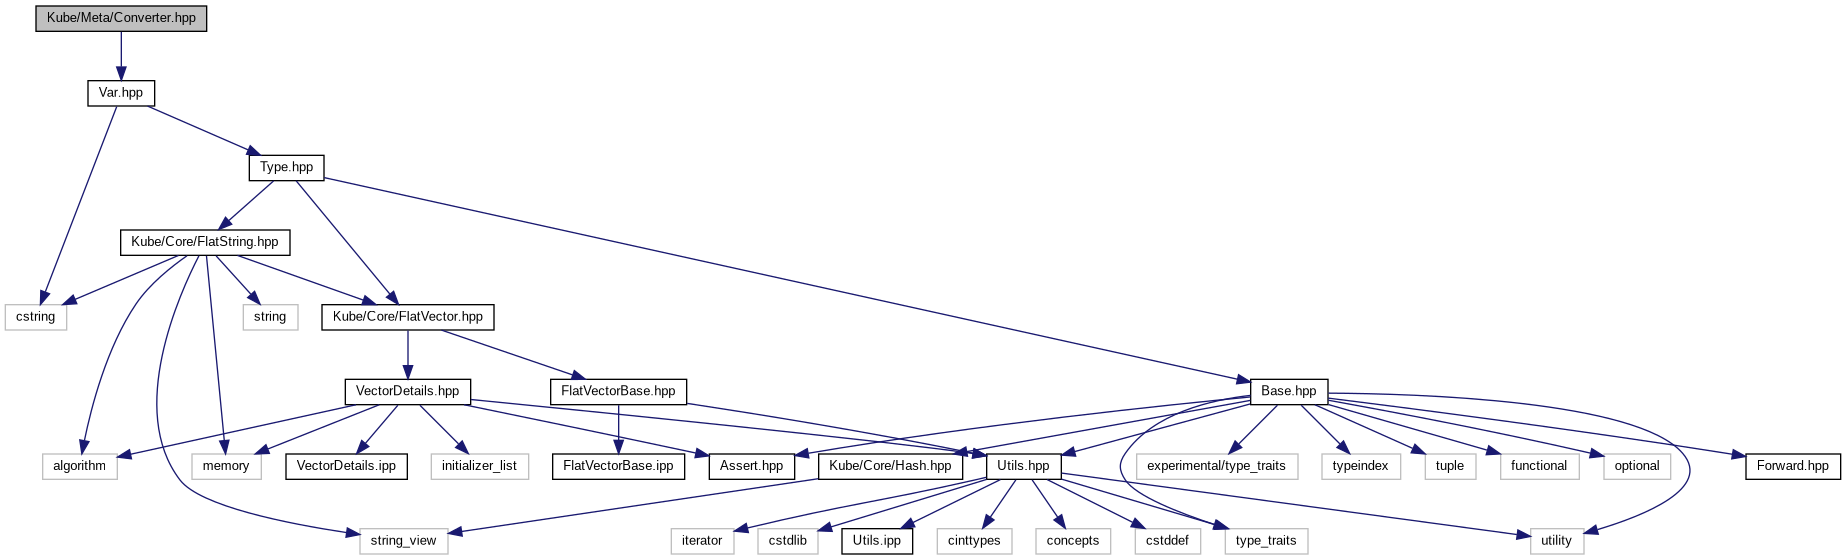 Kube/Meta/Converter.hpp
Var.hpp
Type.hpp
Kube/Core/FlatString.hpp
cstring
string
Kube/Core/FlatVector.hpp
VectorDetails.hpp
FlatVectorBase.hpp
Base.hpp
algorithm
memory
VectorDetails.ipp
initializer_list
FlatVectorBase.ipp
Assert.hpp
Kube/Core/Hash.hpp
Utils.hpp
experimental/type_traits
typeindex
tuple
functional
optional
Forward.hpp
string_view
iterator
cstdlib
Utils.ipp
cinttypes
concepts
cstddef
type_traits
utility